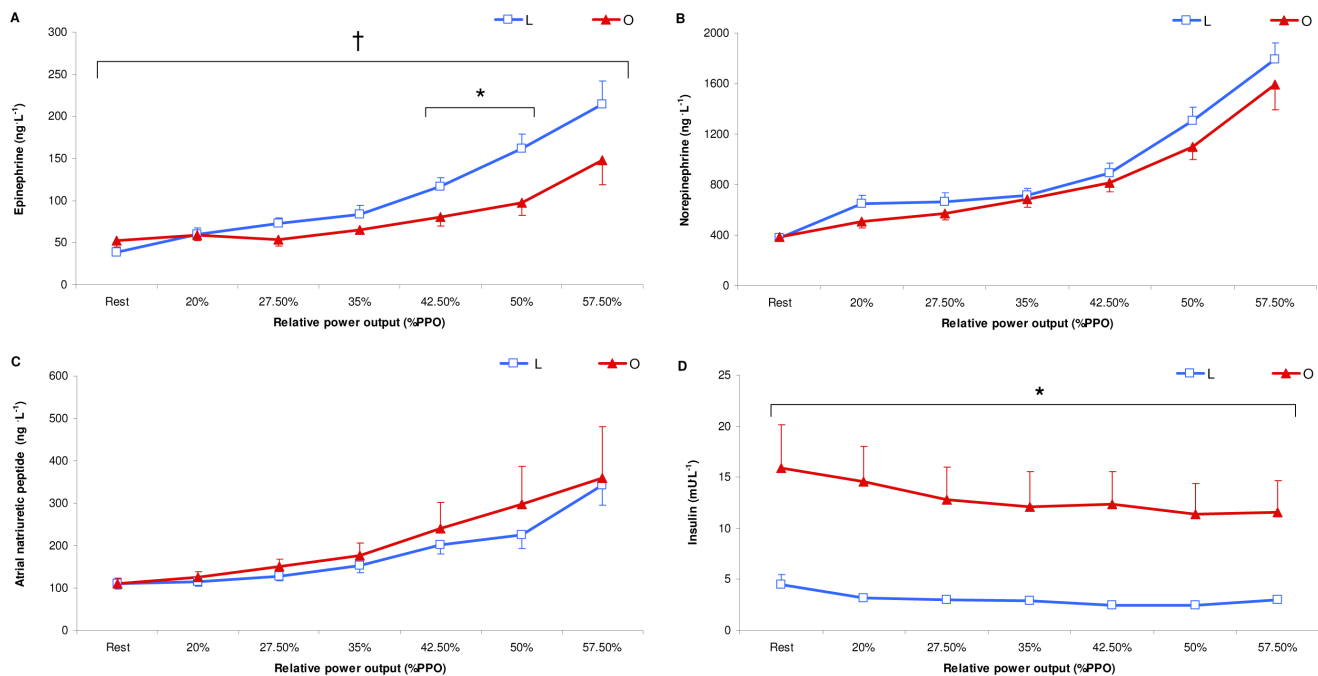 A
L
O
†
*
Epinephrine (ng·L⁻¹)
300
250
200
150
100
50
0
Rest 20% 27.50% 35% 42.50% 50% 57.50%
Relative power output (%PPO)
B
L
O
Norepinephrine (ng·L⁻¹)
2000
1600
1200
800
400
0
Rest 20% 27.50% 35% 42.50% 50% 57.50%
Relative power output (%PPO)
C
L
O
Atrial natriuretic peptide (ng ·L⁻¹)
600
500
400
300
200
100
0
Rest 20% 27.50% 35% 42.50% 50% 57.50%
Relative power output (%PPO)
D
L
O
*
Insulin (mU·L⁻¹)
25
20
15
10
5
0
Rest 20% 27.50% 35% 42.50% 50% 57.50%
Relative power output (%PPO)